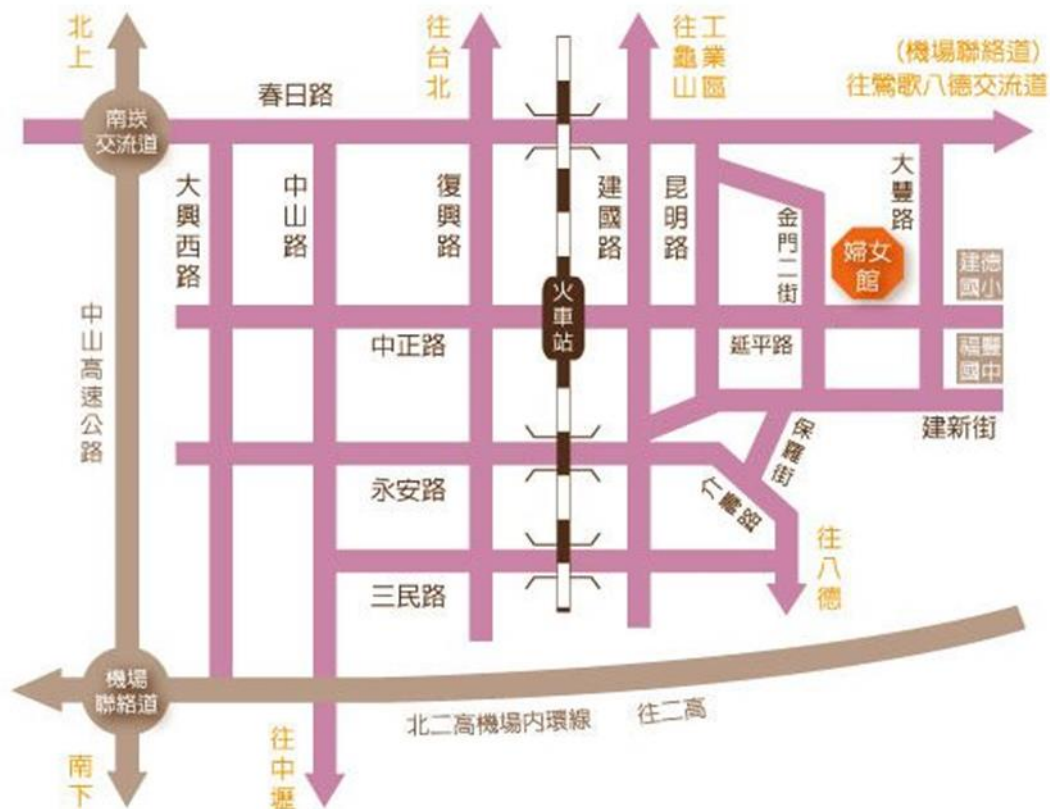 北上
往台北
往龜山
工業區
(機場聯絡道)
往鶯歌八德交流道
春日路
南崁
交流道
大興西路
中山路
復興路
建國路
昆明路
金門二街
大豐路
婦女
館
建德
國小
火車站
中山高速公路
中正路
延平路
福豐
國中
建新街
保羅街
永安路
介壽路
往八德
三民路
機場
聯絡道
北二高機場內環線
往二高
南下
往中壢